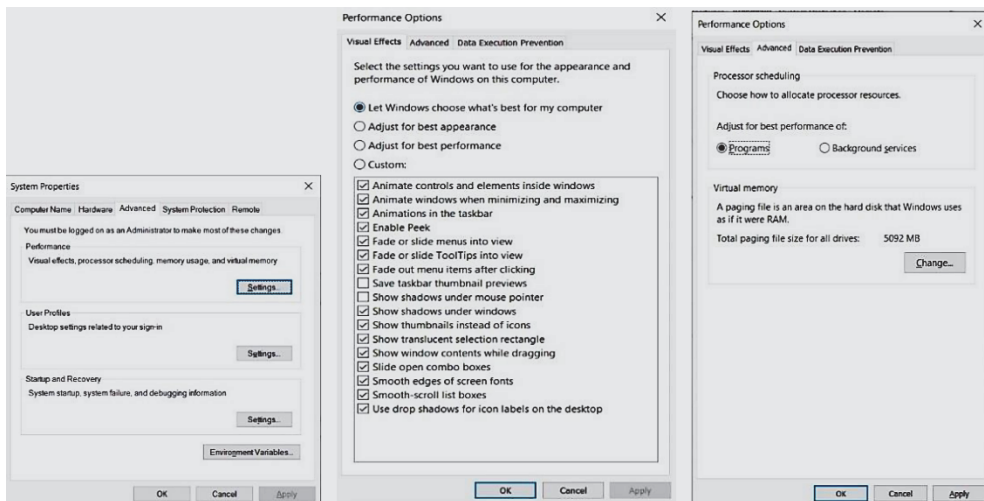 System Properties
Computer Name Hardware Advanced System Protection Remote
You must be logged on as an Administrator to make most of these changes.
Performance
Visual effects, processor scheduling, memory usage, and virtual memory
Settings...
User Profiles
Desktop settings related to your sign-in
Settings...
Startup and Recovery
System startup, system failure, and debugging information
Settings...
Environment Variables...
OK Cancel Apply
Performance Options
Visual Effects Advanced Data Execution Prevention
Select the settings you want to use for the appearance and
performance of Windows on this computer.
Let Windows choose what's best for my computer
Adjust for best appearance
Adjust for best performance
Custom:
Animate controls and elements inside windows
Animate windows when minimizing and maximizing
Animations in the taskbar
Enable Peek
Fade or slide menus into view
Fade or slide ToolTips into view
Fade out menu items after clicking
Save taskbar thumbnail previews
Show shadows under mouse pointer
Show shadows under windows
Show thumbnails instead of icons
Show translucent selection rectangle
Show window contents while dragging
Slide open combo boxes
Smooth edges of screen fonts
Smooth-scroll list boxes
Use drop shadows for icon labels on the desktop
OK Cancel Apply
Performance Options
Visual Effects Advanced Data Execution Prevention
Processor scheduling
Choose how to allocate processor resources.
Adjust for best performance of:
Programs Background services
Virtual memory
A paging file is an area on the hard disk that Windows uses
as if it were RAM.
Total paging file size for all drives: 5092 MB
Change...
OK Cancel Apply